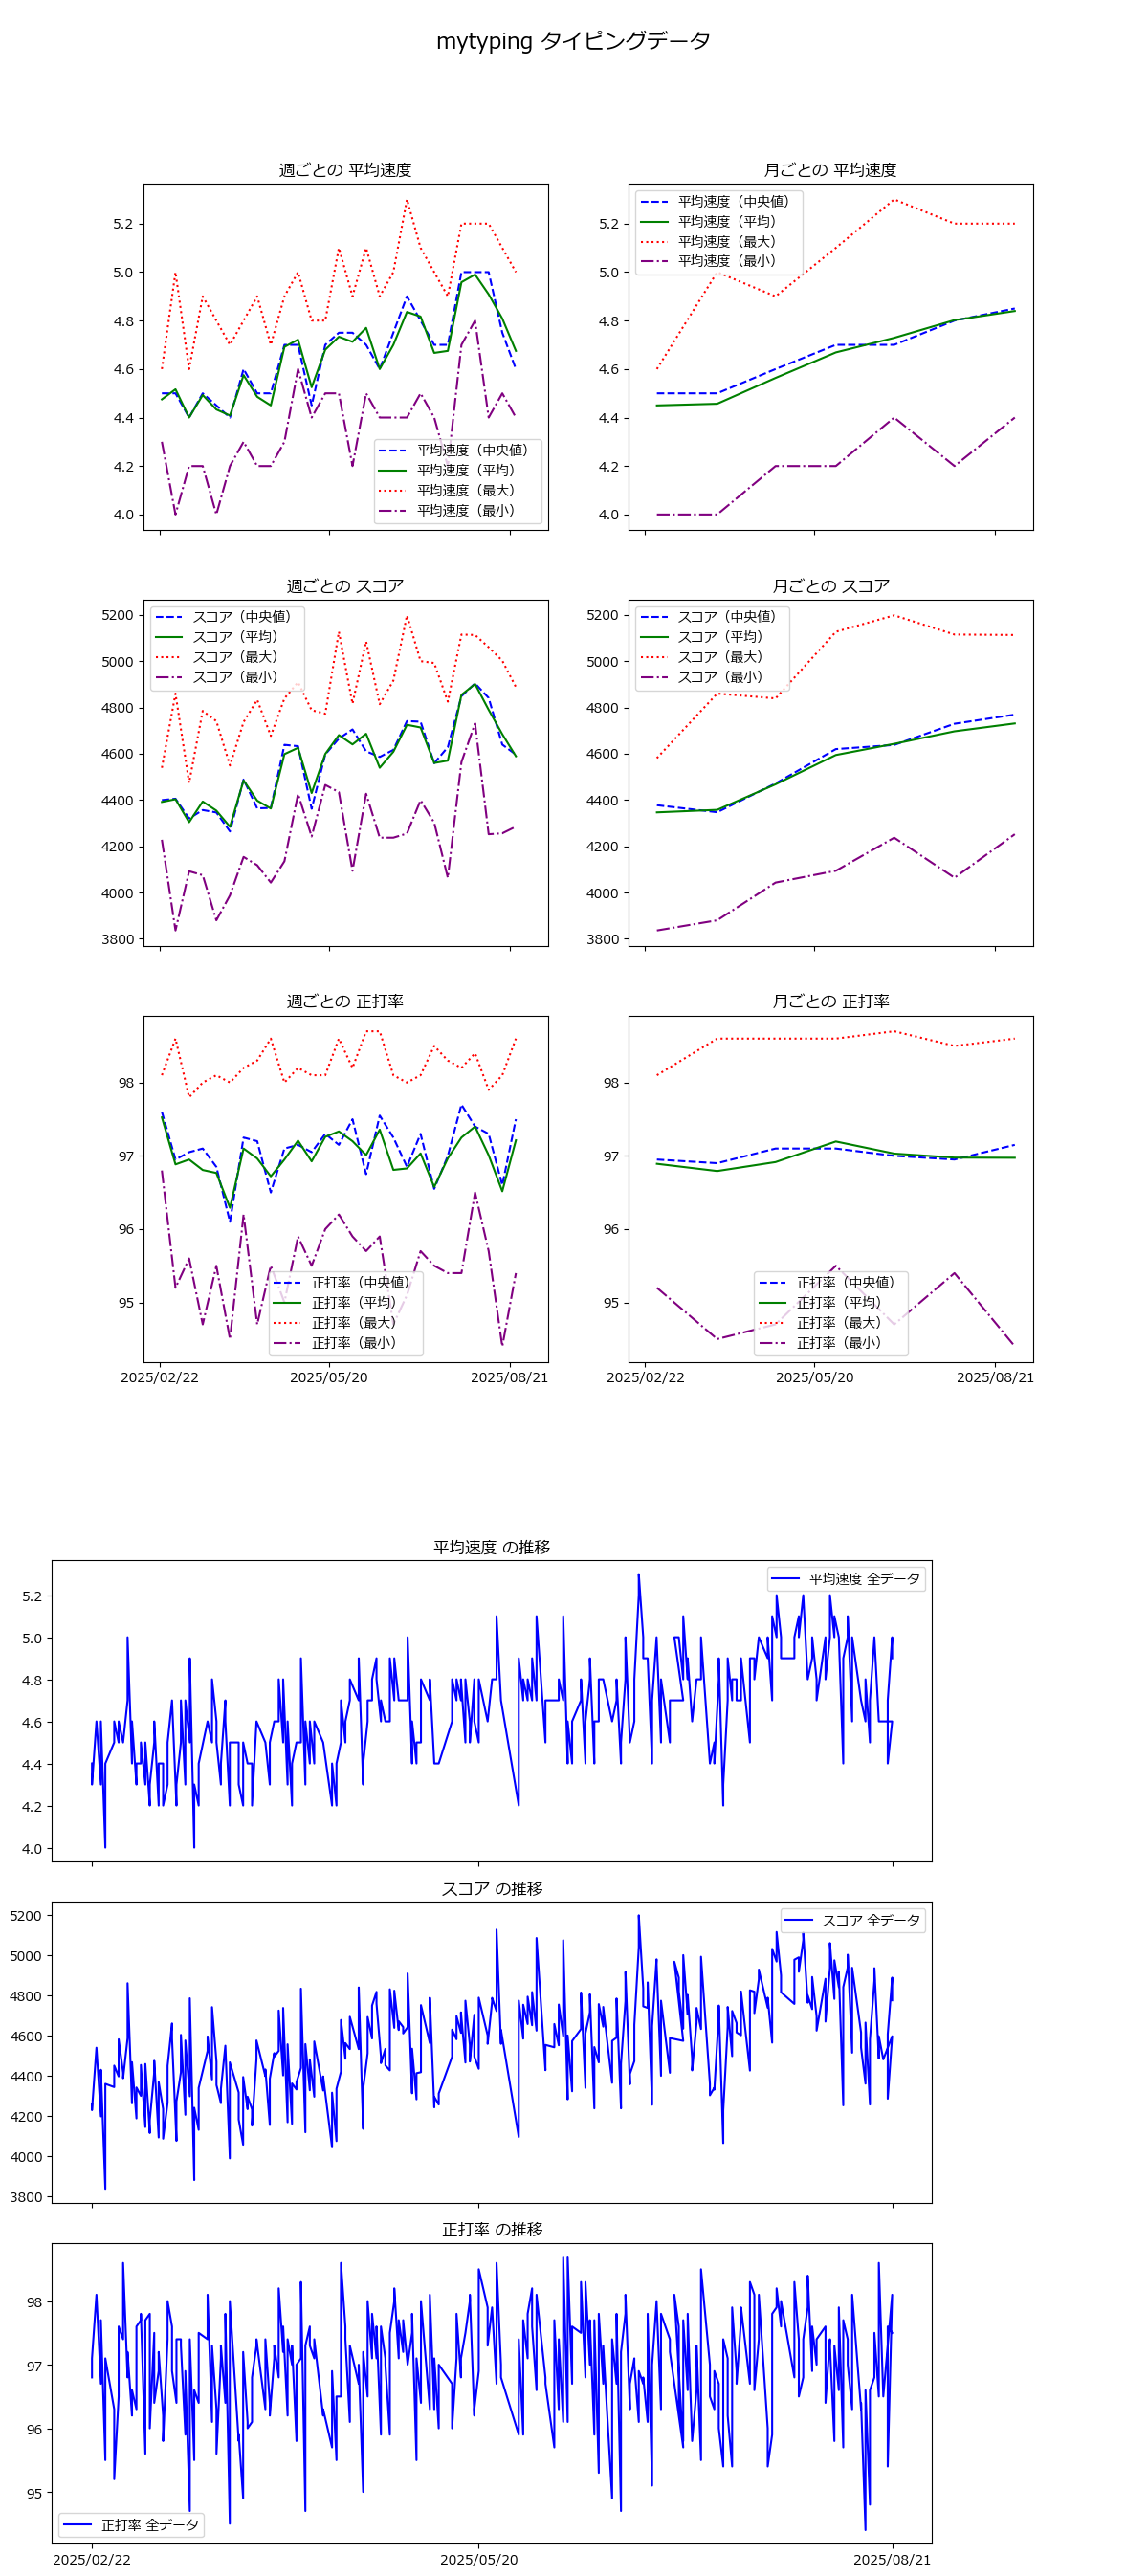 mytyping タイピングデータ
週ごとの 平均速度
5.2
5.0
4.8
4.6
4.4
4.2
4.0
平均速度（中央値）
平均速度（平均）
平均速度（最大）
平均速度（最小）
月ごとの 平均速度
5.2
5.0
4.8
4.6
4.4
4.2
4.0
平均速度（中央値）
平均速度（平均）
平均速度（最大）
平均速度（最小）
週ごとの スコア
5200
5000
4800
4600
4400
4200
4000
3800
スコア（中央値）
スコア（平均）
スコア（最大）
スコア（最小）
月ごとの スコア
5200
5000
4800
4600
4400
4200
4000
3800
スコア（中央値）
スコア（平均）
スコア（最大）
スコア（最小）
週ごとの 正打率
98
97
96
95
正打率（中央値）
正打率（平均）
正打率（最大）
正打率（最小）
2025/02/22
2025/05/20
2025/08/21
月ごとの 正打率
98
97
96
95
正打率（中央値）
正打率（平均）
正打率（最大）
正打率（最小）
2025/02/22
2025/05/20
2025/08/21
平均速度 の推移
平均速度 全データ
5.2
5.0
4.8
4.6
4.4
4.2
4.0
スコア の推移
スコア 全データ
5200
5000
4800
4600
4400
4200
4000
3800
正打率 の推移
98
97
96
95
正打率 全データ
2025/02/22
2025/05/20
2025/08/21